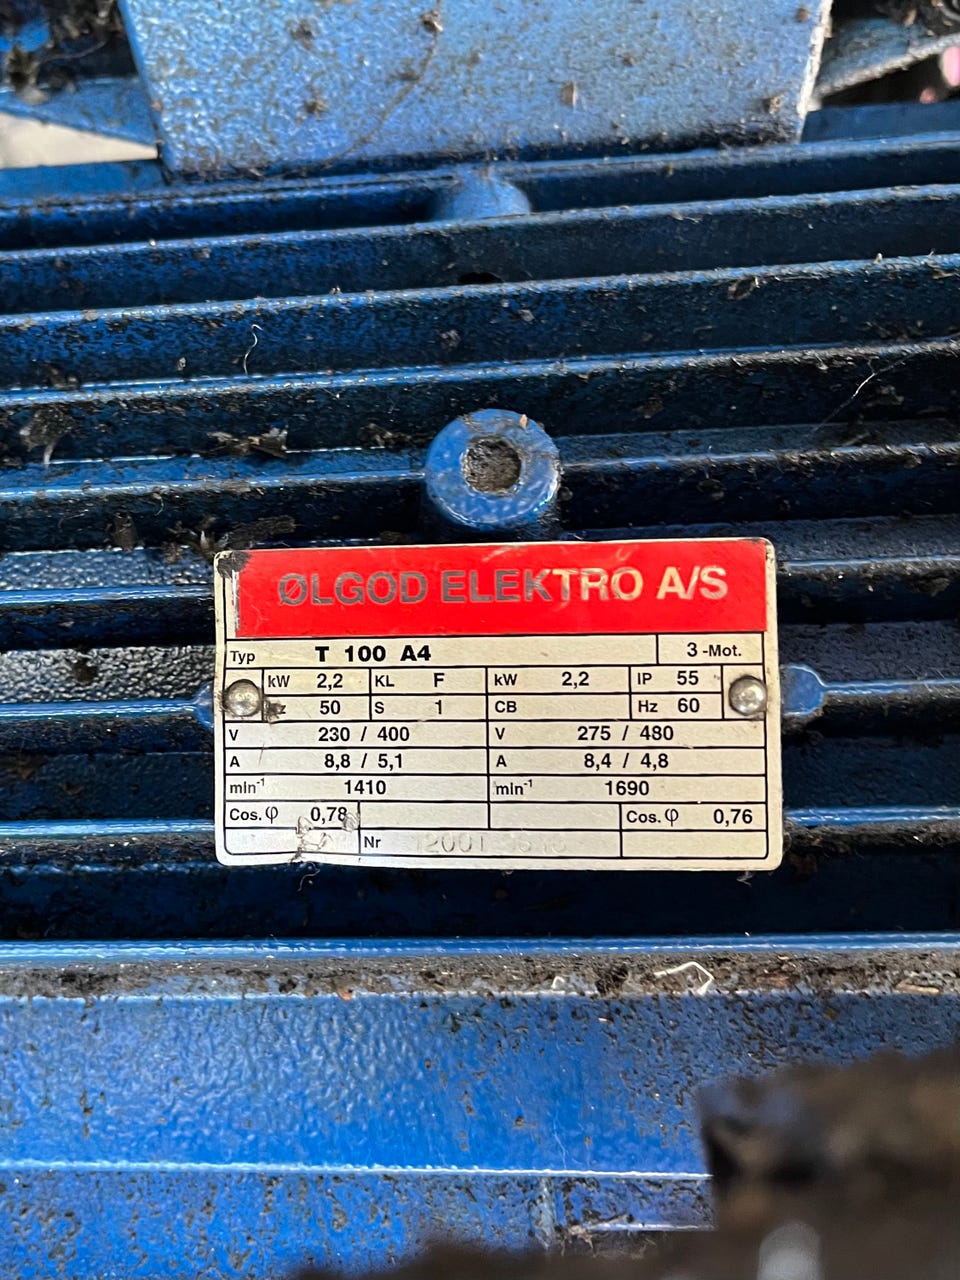 ØLGOD ELEKTRO A/S
Typ T 100 A4 3 -Mot.
kW 2,2 KL F kW 2,2 IP 55
50 S 1 CB Hz 60
V 230 / 400 V 275 / 480
A 8,8 / 5,1 A 8,4 / 4,8
min-1 1410 min-1 1690
Cos. φ 0,78 Cos. φ 0,76
Nr